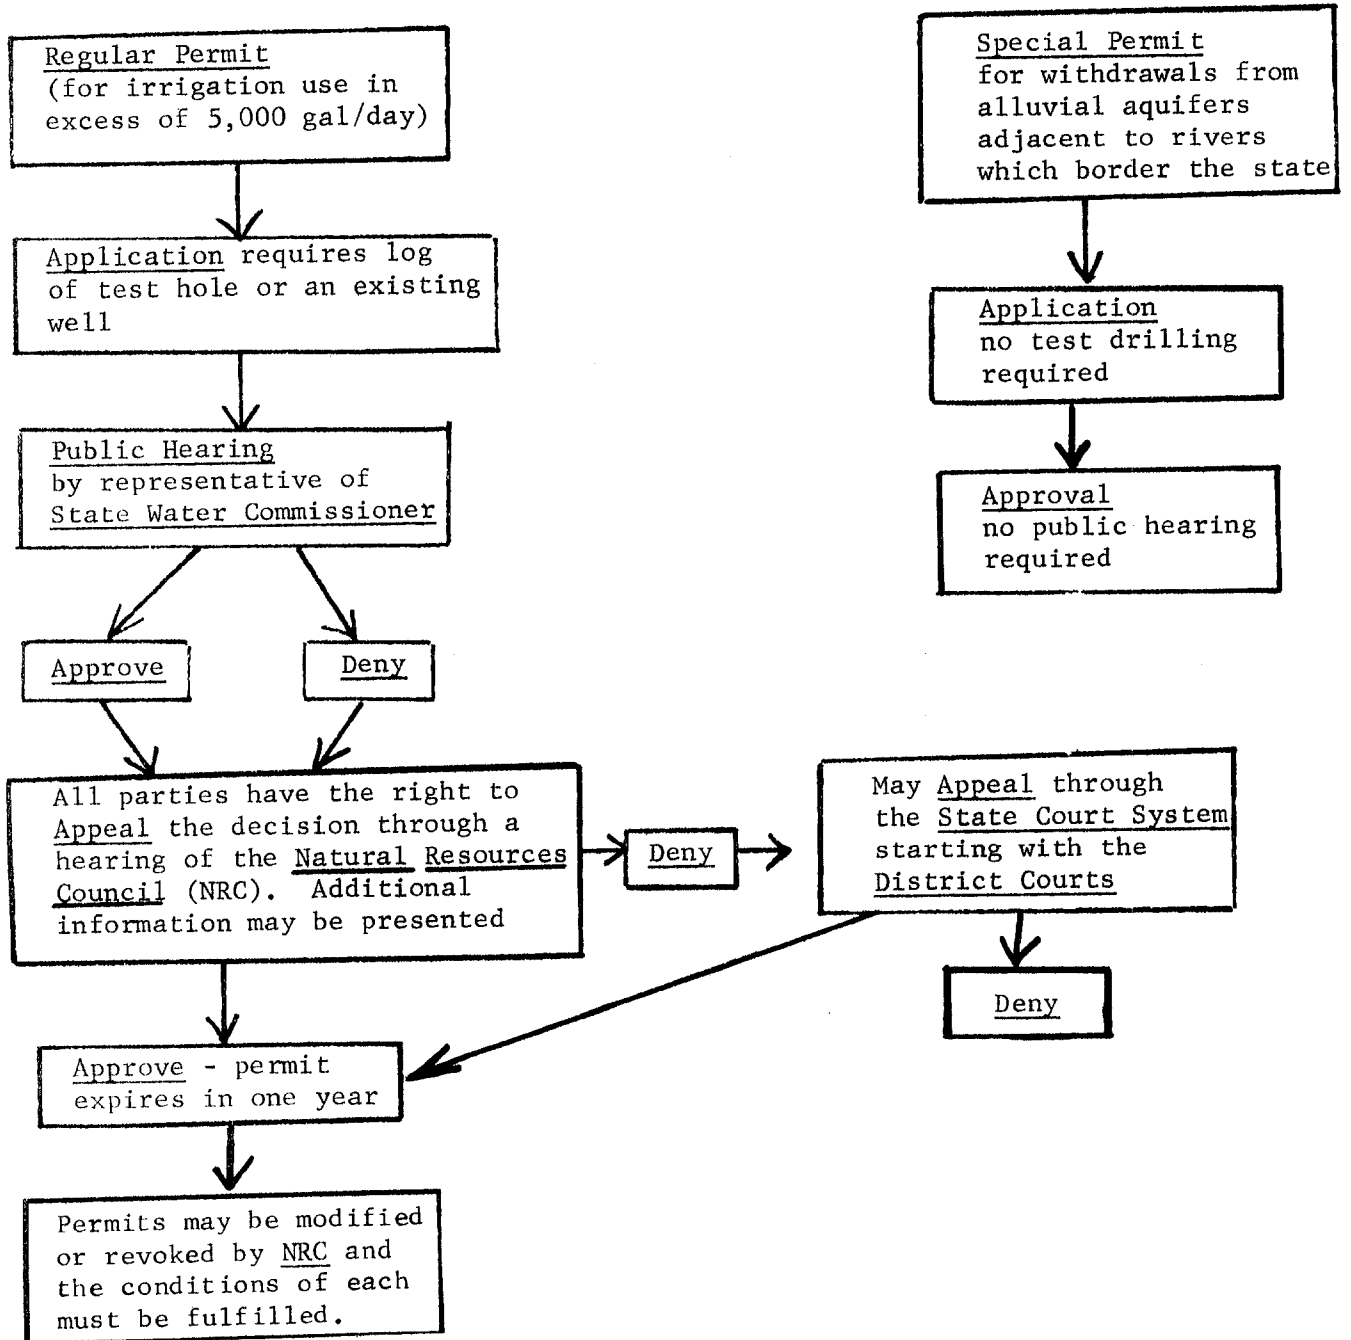 Regular Permit
(for irrigation use in
excess of 5,000 gal/day)
Application requires log
of test hole or an existing
well
Public Hearing
by representative of
State Water Commissioner
Approve
Deny
All parties have the right to
Appeal the decision through a
hearing of the Natural Resources
Council (NRC). Additional
information may be presented
Deny
May Appeal through
the State Court System
starting with the
District Courts
Deny
Approve - permit
expires in one year
Permits may be modified
or revoked by NRC and
the conditions of each
must be fulfilled.
Special Permit
for withdrawals from
alluvial aquifers
adjacent to rivers
which border the state
Application
no test drilling
required
Approval
no public hearing
required